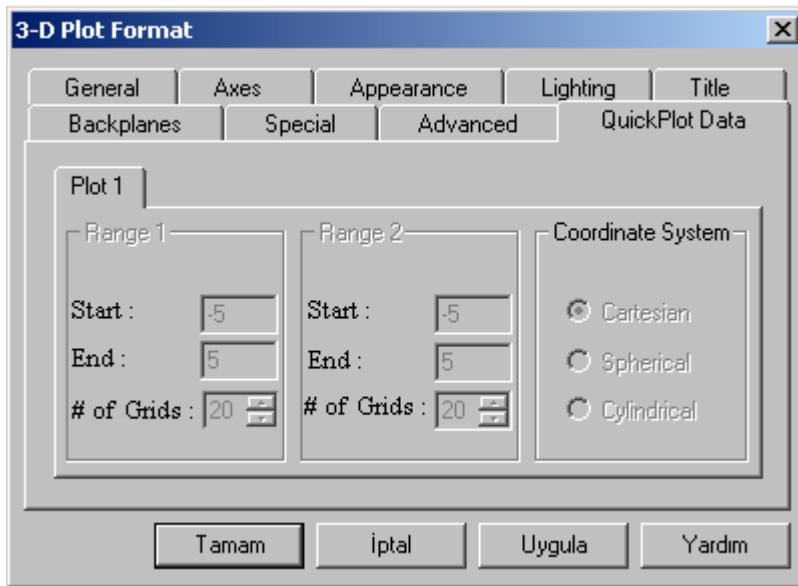 3-D Plot Format
General Axes Appearance Lighting Title
Backplanes Special Advanced QuickPlot Data
Plot 1
Range 1 Range 2 Coordinate System
Start : -5 Start : -5 Cartesian
End : 5 End : 5 Spherical
# of Grids : 20 # of Grids : 20 Cylindrical
Tamam İptal Uygula Yardım